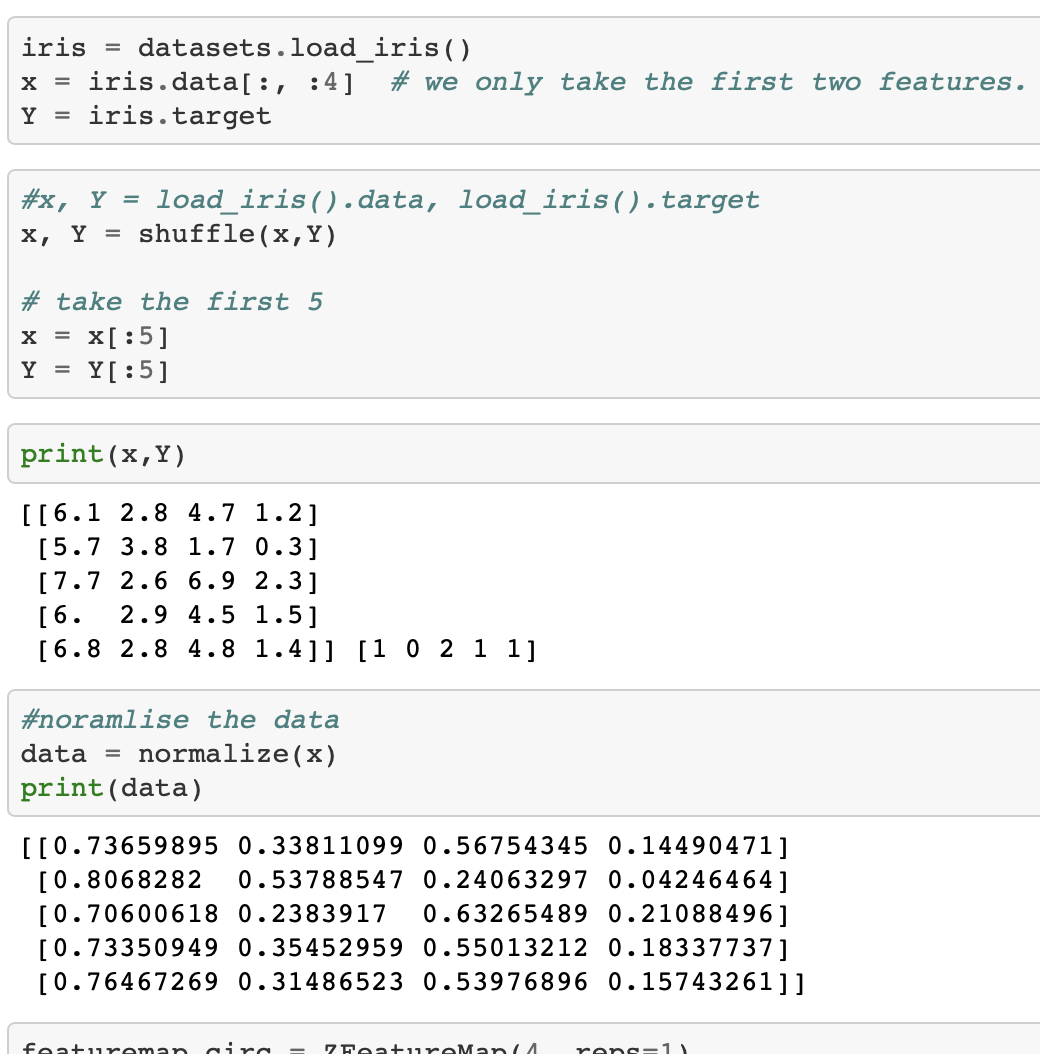 iris = datasets.load_iris()
x = iris.data[:, :4]  # we only take the first two features.
Y = iris.target
#x, Y = load_iris().data, load_iris().target
x, Y = shuffle(x,Y)
# take the first 5
x = x[:5]
Y = Y[:5]
print(x,Y)
[[6.1 2.8 4.7 1.2]
 [5.7 3.8 1.7 0.3]
 [7.7 2.6 6.9 2.3]
 [6.  2.9 4.5 1.5]
 [6.8 2.8 4.8 1.4]] [1 0 2 1 1]
#noramlise the data
data = normalize(x)
print(data)
[[0.73659895 0.33811099 0.56754345 0.14490471]
 [0.8068282  0.53788547 0.24063297 0.04246464]
 [0.70600618 0.2383917  0.63265489 0.21088496]
 [0.73350949 0.35452959 0.55013212 0.18337737]
 [0.76467269 0.31486523 0.53976896 0.15743261]]
featuremap_circ = ZFeatureMap(4, reps=1)